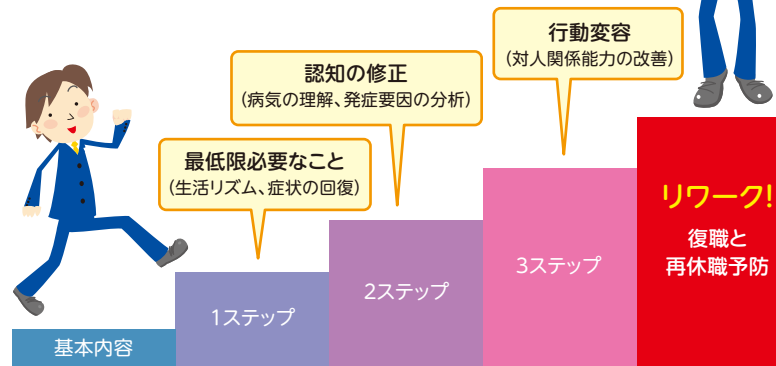 行動変容
(対人関係能力の改善)
認知の修正
(病気の理解、発症要因の分析)
最低限必要なこと
(生活リズム、症状の回復)
リワーク!
復職と
再休職予防
3ステップ
2ステップ
1ステップ
基本内容